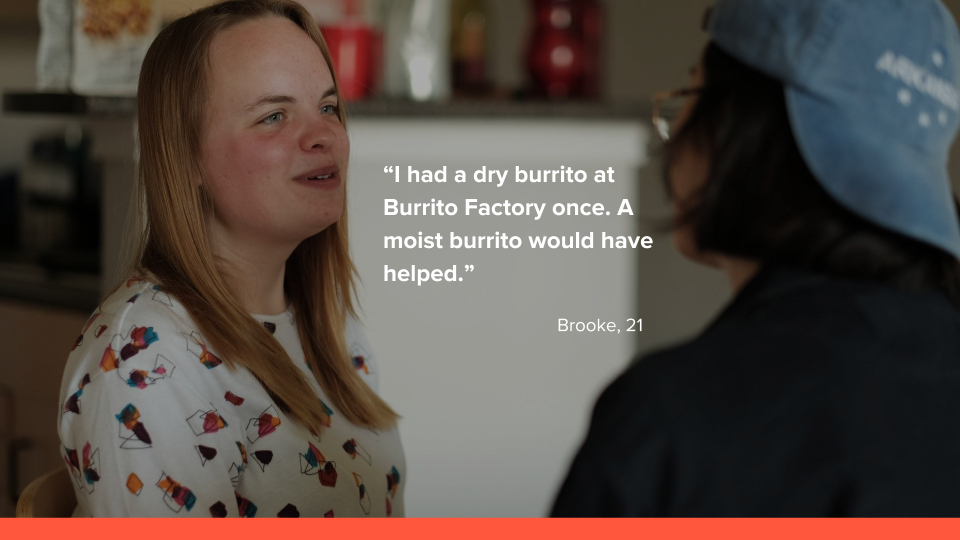 “I had a dry burrito at
Burrito Factory once. A
moist burrito would have
helped.”
Brooke, 21